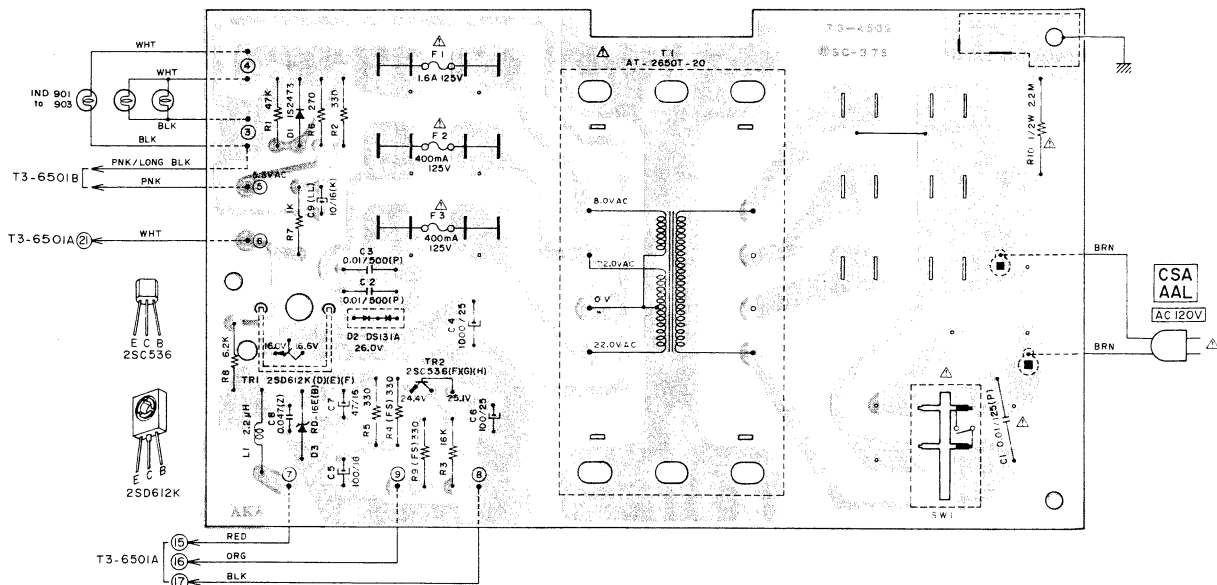 WHT
WHT
④
IND 901
to 903
③
BLK
BLK
PNK/LONG BLK
T3-6501B
PNK
⑤
T3-6501A ㉑
WHT
⑥
E C B
2SC536
E C B
2SD612K
R1 47K
D1 1S2473
R6 270
R2 330
R7 1K
C9 (LL)
10/16(K)
⚠
F1
1.6A 125V
⚠
F2
400mA
125V
⚠
F3
400mA
125V
C3
0.01/500(P)
C2
0.01/500(P)
D2 DS131A
26.0V
C4
1000/25
R8 6.2K
16.0V
16.6V
TR1 2SD612K(D)(E)(F)
TR2
2SC536(F)(G)(H)
24.4V
25.1V
L1 2.2μH
C8
0.047(Z)
D3 RD-16E(B)
C7
47/16
C5
100/16
R5 330
R4 (FS) 330
R9 (FS) 330
R3 16K
C6
100/25
⑦
⑨
⑧
AKA
T3-6501A
⑮ RED
⑯ ORG
⑰ BLK
⚠ T1
AT-2650T-20
8.0VAC
0V
22.0VAC
R10 1/2W 2.2M
⚠
BRN
BRN
CSA
AAL
AC 120V
⚠
⚠
SW1
C1 0.01/125(P)
⚠